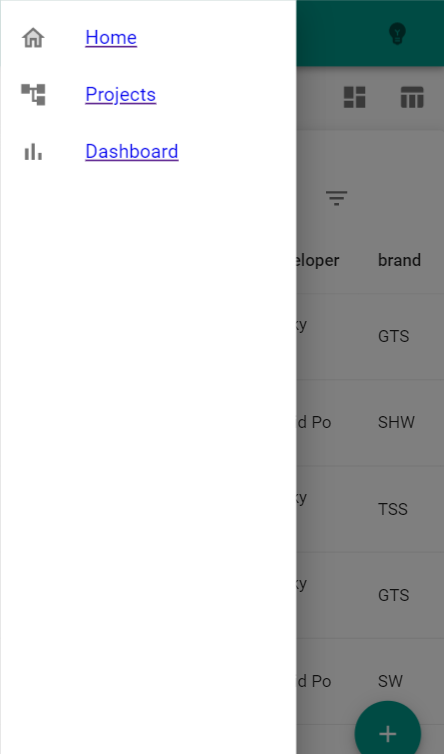 Home
Projects
Dashboard
eloper brand
ky
GTS
d Po SHW
ky
TSS
ky
GTS
d Po SW